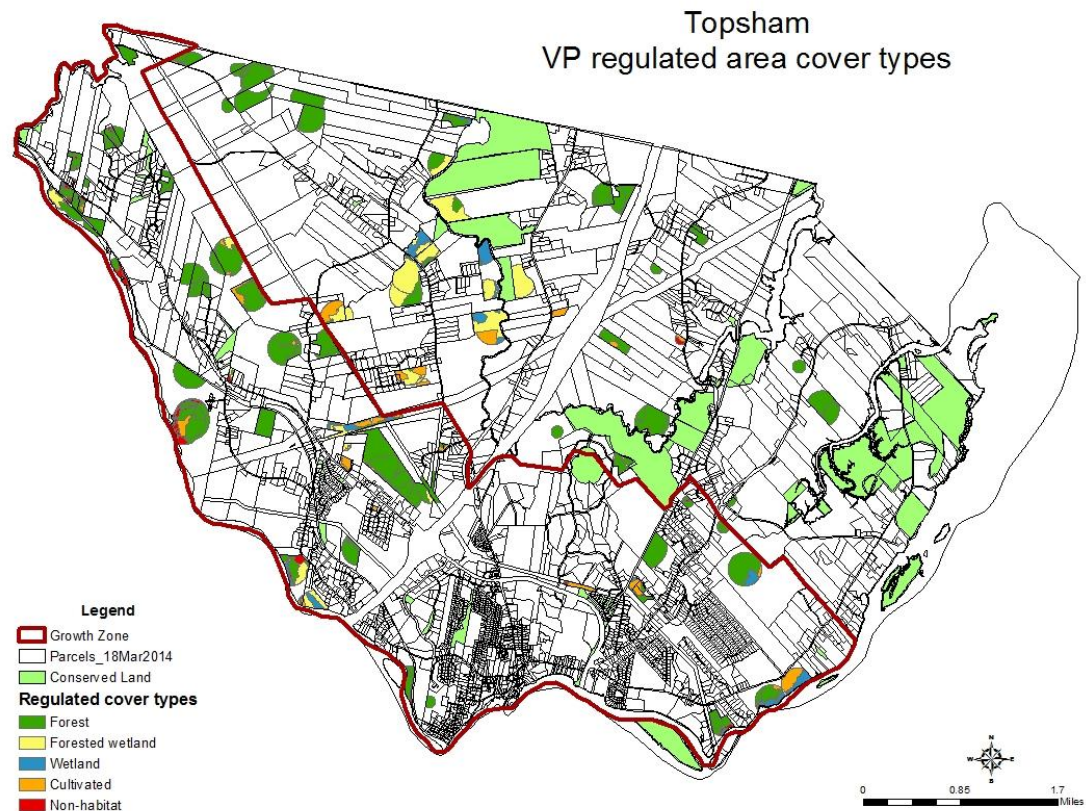 Topsham
VP regulated area cover types
Legend
Growth Zone
Parcels_18Mar2014
Conserved Land
Regulated cover types
Forest
Forested wetland
Wetland
Cultivated
Non-habitat
N
W E
S
0 0.85 1.7
Miles